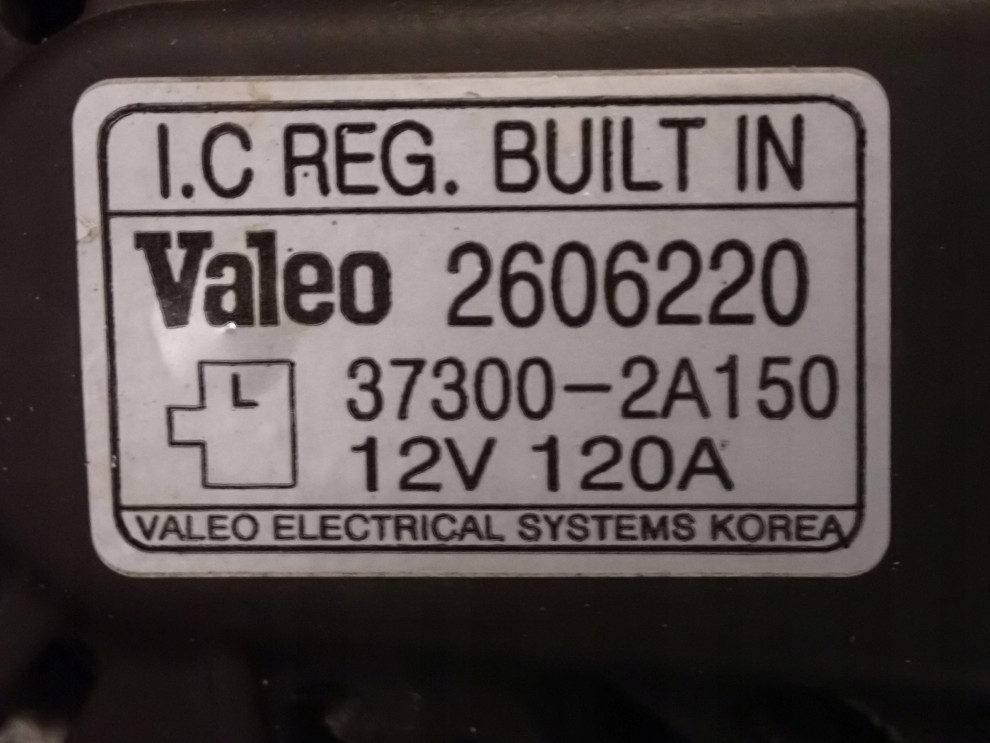 I.C REG. BUILT IN
Valeo 2606220
L 37300-2A150
12V 120A
VALEO ELECTRICAL SYSTEMS KOREA